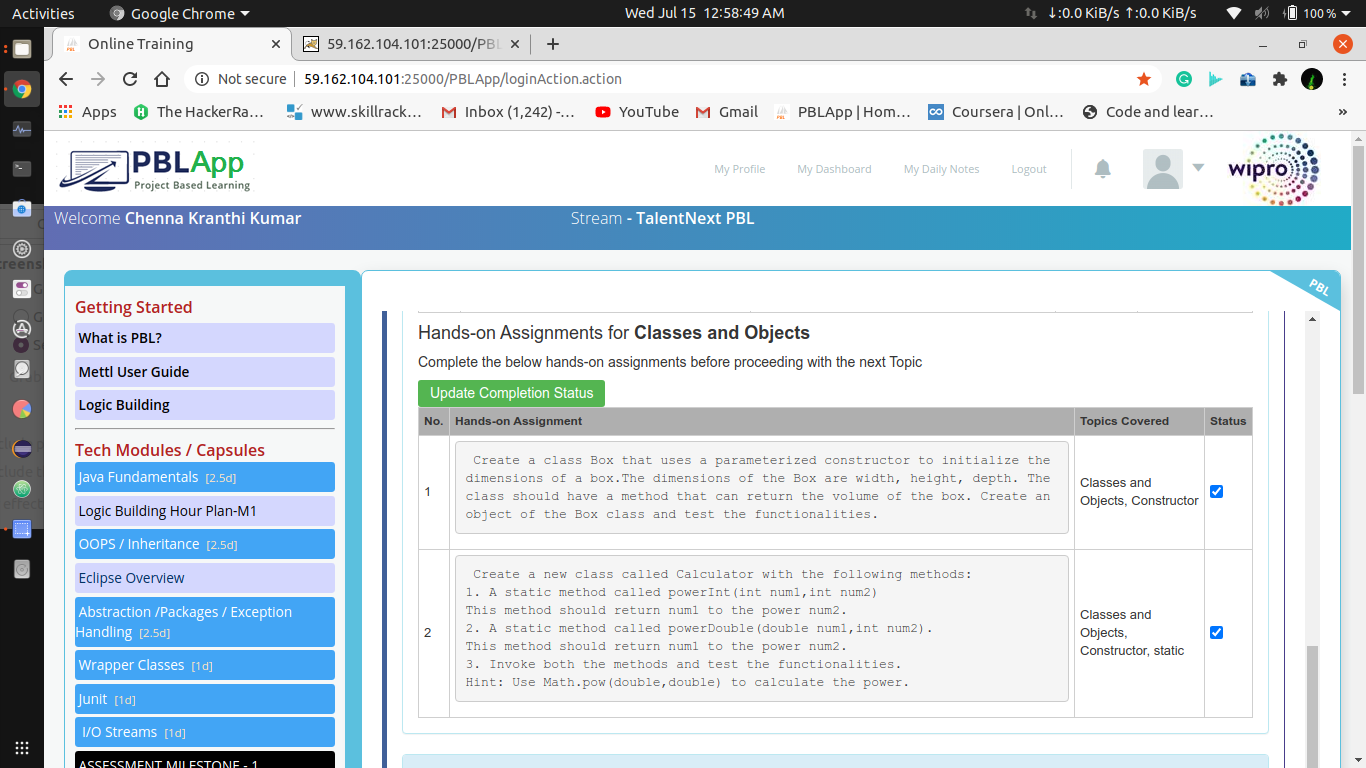 Activities
Google Chrome
Wed Jul 15 12:58:49 AM
↓:0.0 KiB/s ↑:0.0 KiB/s
100 %
Online Training
59.162.104.101:25000/PBL
Not secure
59.162.104.101:25000/PBLApp/loginAction.action
Apps
The HackerRa...
www.skillrack...
Inbox (1,242) -...
YouTube
Gmail
PBLApp | Hom...
Coursera | Onl...
Code and lear...
»
PBLApp
Project Based Learning
My Profile
My Dashboard
My Daily Notes
Logout
wipro
Welcome Chenna Kranthi Kumar
Stream - TalentNext PBL
PBL
Getting Started
What is PBL?
Mettl User Guide
Logic Building
Tech Modules / Capsules
Java Fundamentals [2.5d]
Logic Building Hour Plan-M1
OOPS / Inheritance [2.5d]
Eclipse Overview
Abstraction /Packages / Exception
Handling [2.5d]
Wrapper Classes [1d]
Junit [1d]
I/O Streams [1d]
ASSESSMENT MILESTONE - 1
Hands-on Assignments for Classes and Objects
Complete the below hands-on assignments before proceeding with the next Topic
Update Completion Status
No. Hands-on Assignment Topics Covered Status
1
Create a class Box that uses a parameterized constructor to initialize the
dimensions of a box.The dimensions of the Box are width, height, depth. The
class should have a method that can return the volume of the box. Create an
object of the Box class and test the functionalities.
Classes and
Objects, Constructor
2
Create a new class called Calculator with the following methods:
1. A static method called powerInt(int num1,int num2)
This method should return num1 to the power num2.
2. A static method called powerDouble(double num1,int num2).
This method should return num1 to the power num2.
3. Invoke both the methods and test the functionalities.
Hint: Use Math.pow(double,double) to calculate the power.
Classes and
Objects,
Constructor, static